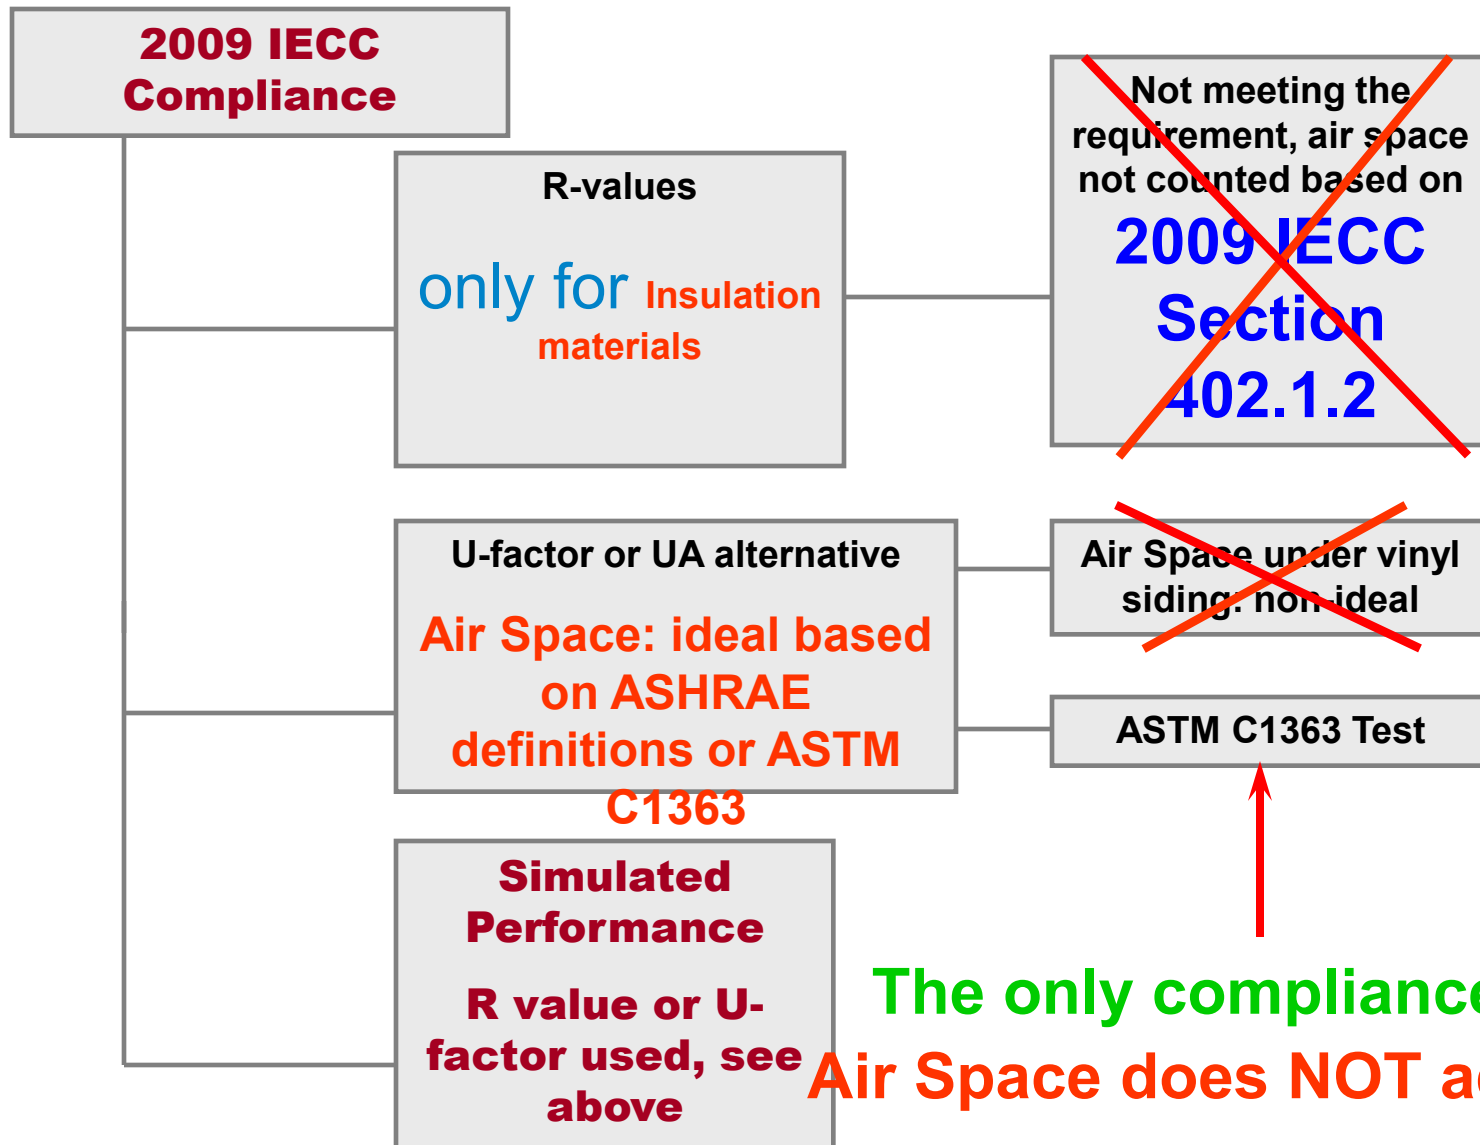 2009 IECC
Compliance
R-values
only for Insulation
materials
Not meeting the
requirement, air space
not counted based on
2009 IECC
Section
402.1.2
U-factor or UA alternative
Air Space: ideal based
on ASHRAE
definitions or ASTM
C1363
Air Space under vinyl
siding: non-ideal
ASTM C1363 Test
Simulated
Performance
R value or U-
factor used, see
above
The only compliance
Air Space does NOT